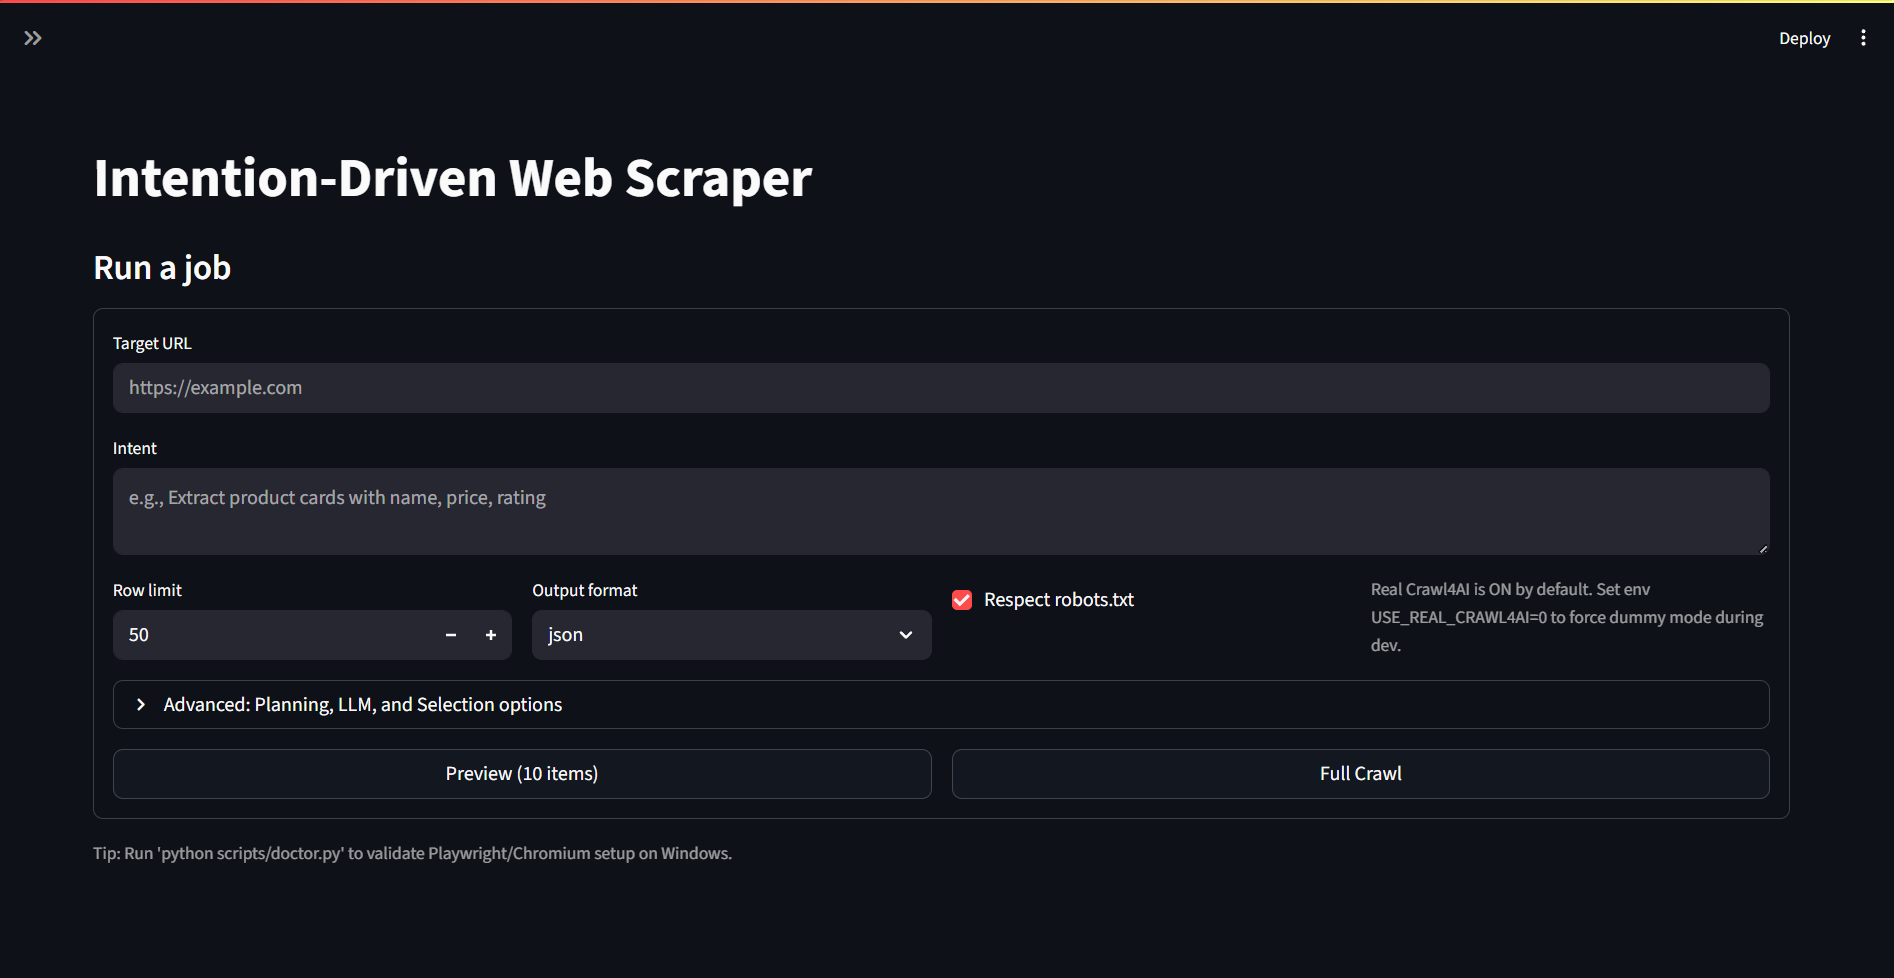 Deploy
Intention-Driven Web Scraper
Run a job
Target URL
https://example.com
Intent
e.g., Extract product cards with name, price, rating
Row limit
50
Output format
json
Respect robots.txt
Real Crawl4AI is ON by default. Set env
USE_REAL_CRAWL4AI=0 to force dummy mode during
dev.
Advanced: Planning, LLM, and Selection options
Preview (10 items)
Full Crawl
Tip: Run 'python scripts/doctor.py' to validate Playwright/Chromium setup on Windows.